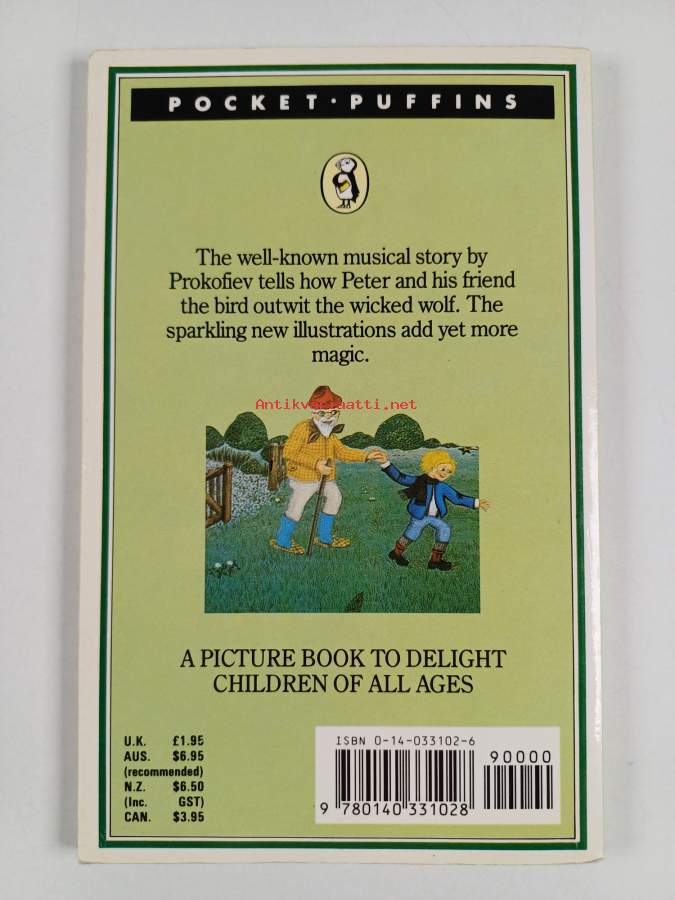 POCKET·PUFFINS
The well-known musical story by
Prokofiev tells how Peter and his friend
the bird outwit the wicked wolf. The
sparkling new illustrations add yet more
magic.
Antikvariaatti.net
A PICTURE BOOK TO DELIGHT
CHILDREN OF ALL AGES
U.K. £1.95
AUS. $6.95
(recommended)
N.Z. $6.50
(Inc. GST)
CAN. $3.95
ISBN 0-14-033102-6
90000
9 780140 331028